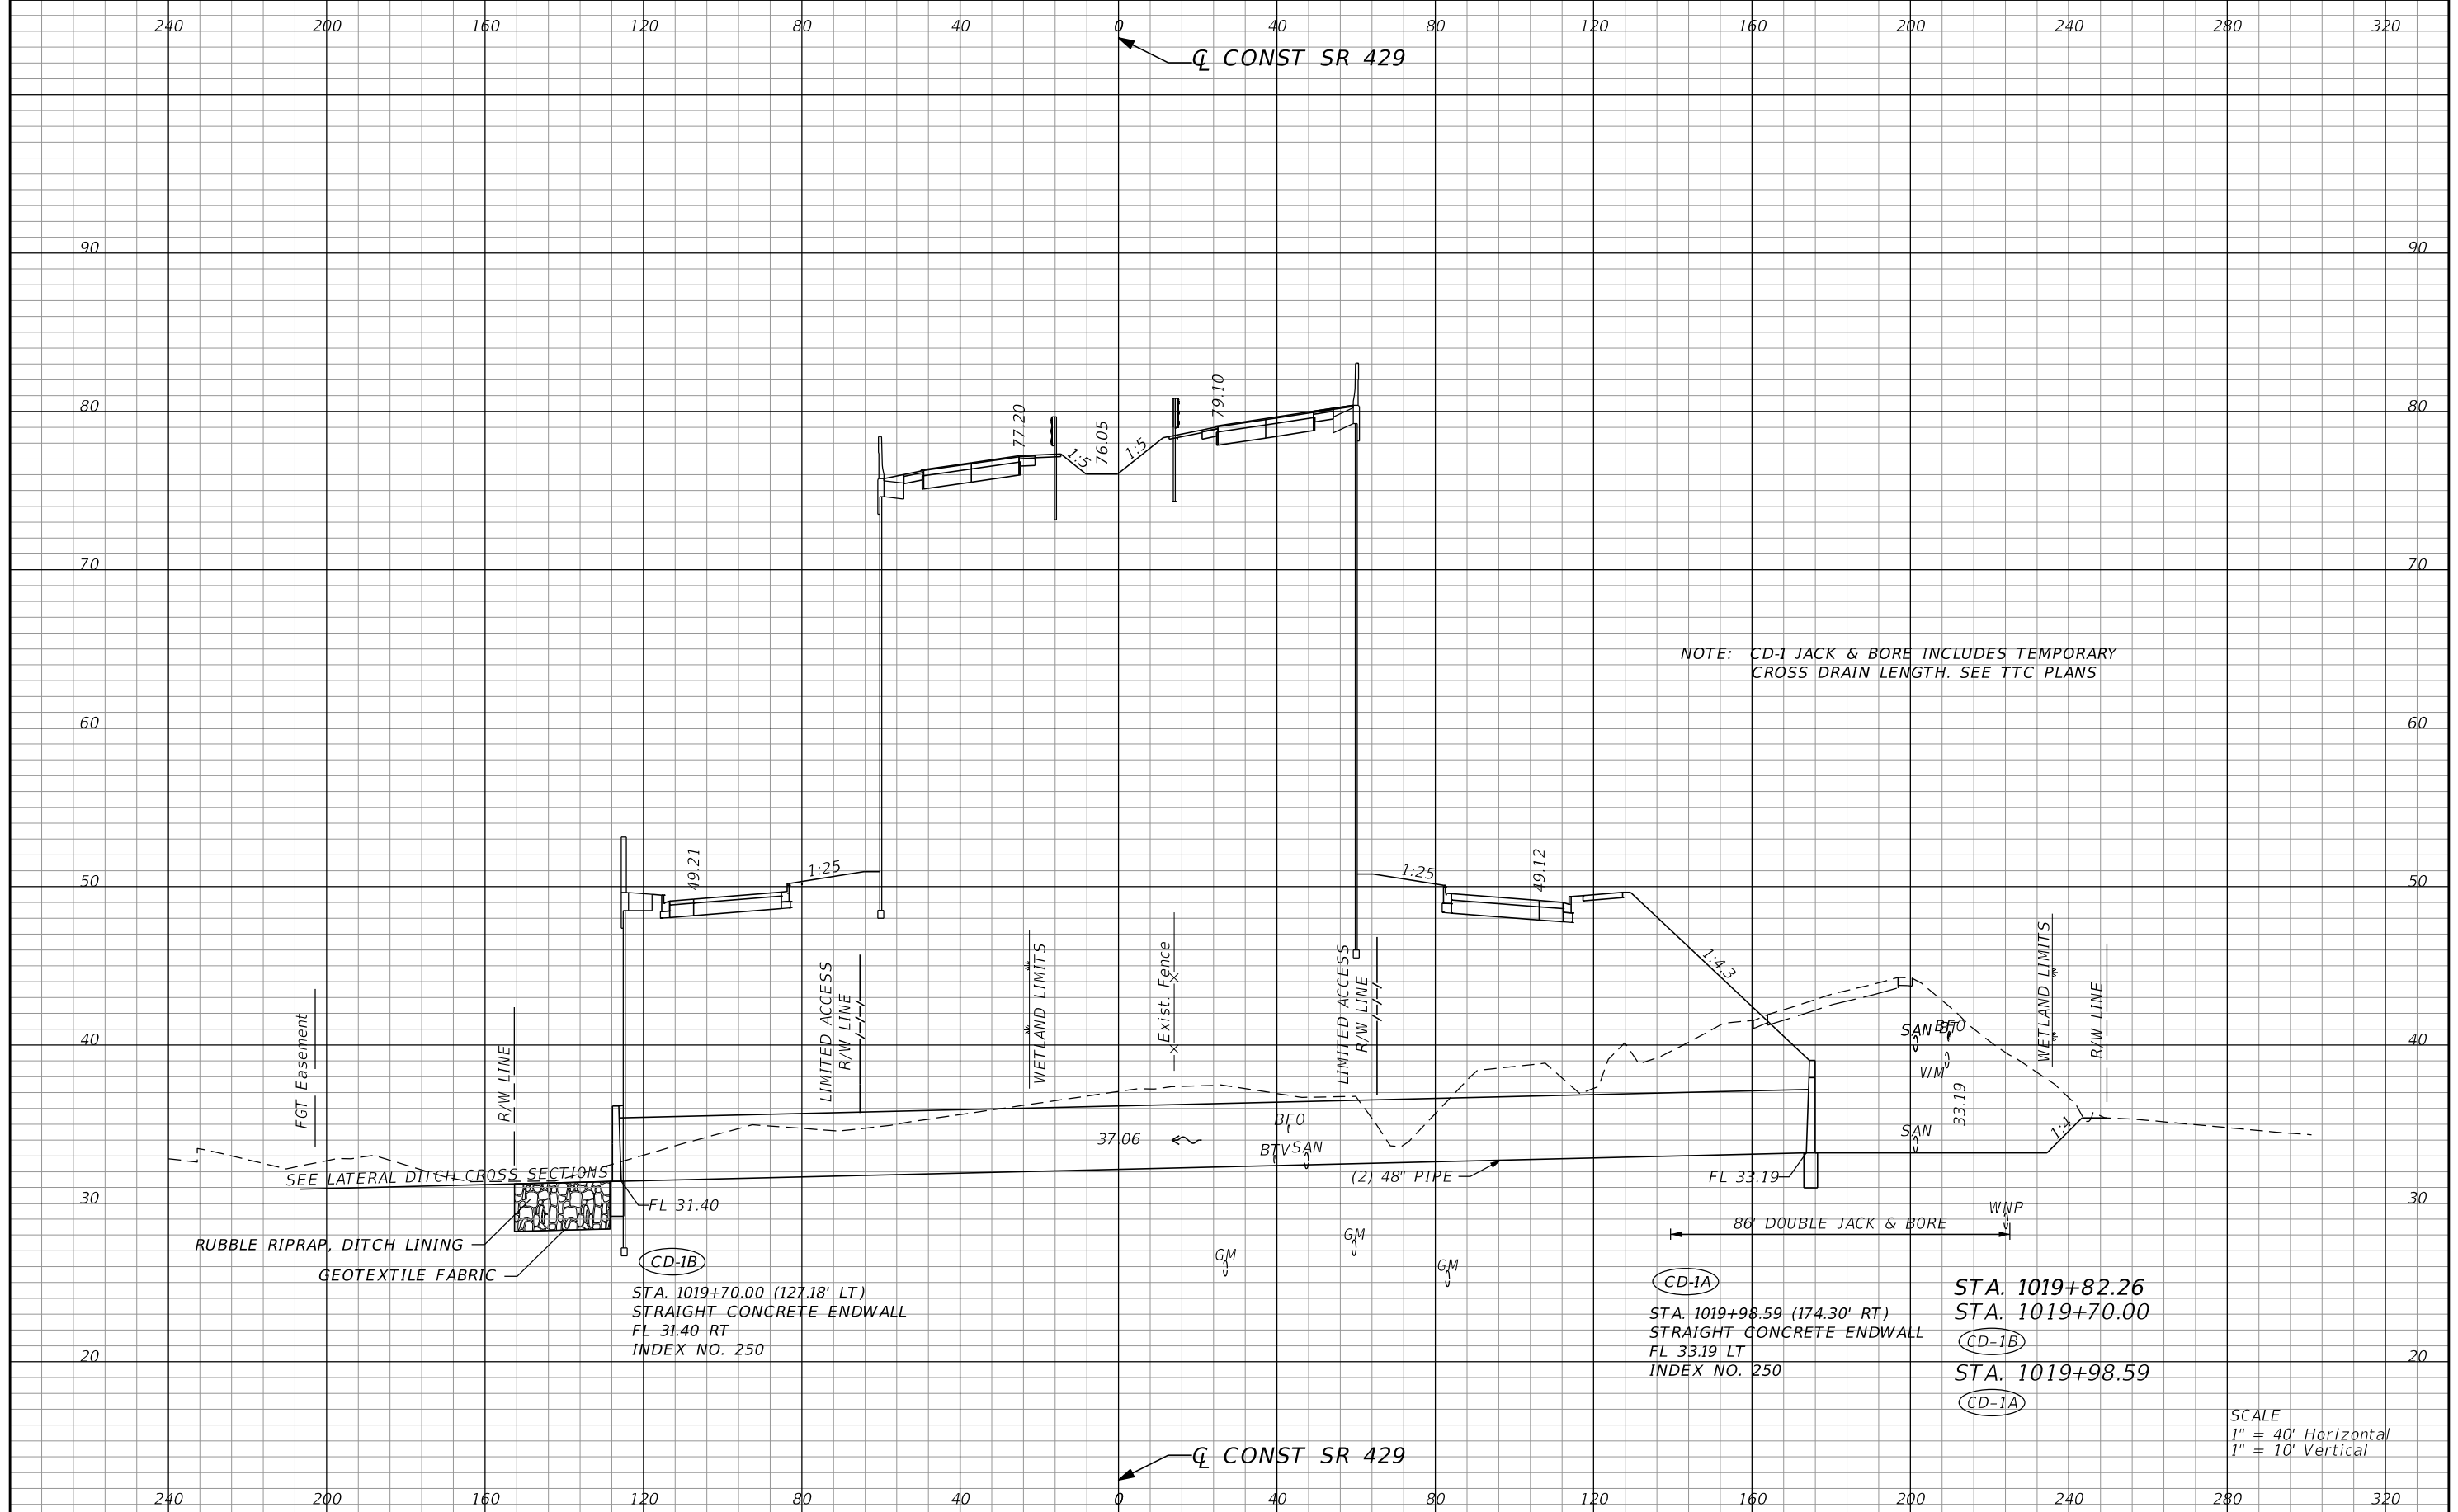 240 200 160 120 80 40 0 40 80 120 160 200 240 280 320
℄ CONST SR 429
90 90
80 80
77.20
76.05
79.10
1:5
1:5
70 70
NOTE: CD-1 JACK & BORE INCLUDES TEMPORARY
CROSS DRAIN LENGTH. SEE TTC PLANS
60 60
50 50
49.21
1:25
1:25
49.12
1:4.3
FGT Easement
R/W LINE
LIMITED ACCESS
R/W LINE
WETLAND LIMITS
Exist. Fence
LIMITED ACCESS
R/W LINE
WETLAND LIMITS
R/W LINE
40 40
SAN
BFO
WM
33.19
SAN
1:4
BFO
BTV
SAN
37.06
SEE LATERAL DITCH CROSS SECTIONS
(2) 48" PIPE
FL 33.19
30 30
FL 31.40
WNP
86' DOUBLE JACK & BORE
RUBBLE RIPRAP, DITCH LINING
GEOTEXTILE FABRIC
GM
GM
GM
CD-1B
STA. 1019+70.00 (127.18' LT)
STRAIGHT CONCRETE ENDWALL
FL 31.40 RT
INDEX NO. 250
CD-1A
STA. 1019+98.59 (174.30' RT)
STRAIGHT CONCRETE ENDWALL
FL 33.19 LT
INDEX NO. 250
STA. 1019+82.26
STA. 1019+70.00
CD-1B
STA. 1019+98.59
CD-1A
20 20
SCALE
1" = 40' Horizontal
1" = 10' Vertical
℄ CONST SR 429
240 200 160 120 80 40 0 40 80 120 160 200 240 280 320